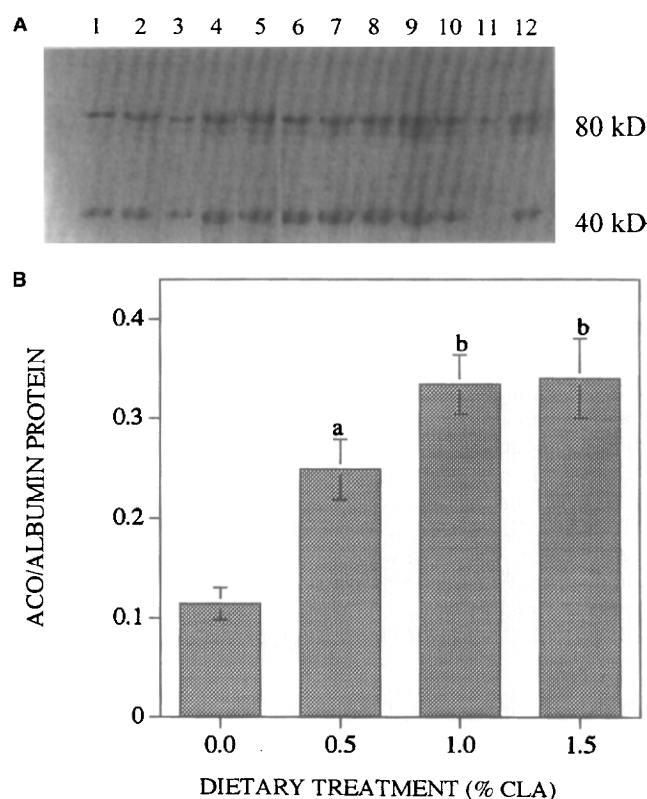 A
1 2 3 4 5 6 7 8 9 10 11 12
80 kD
40 kD
B
ACO/ALBUMIN PROTEIN
0.4
0.3
0.2
0.1
0
a
b
b
0.0 0.5 1.0 1.5
DIETARY TREATMENT (% CLA)